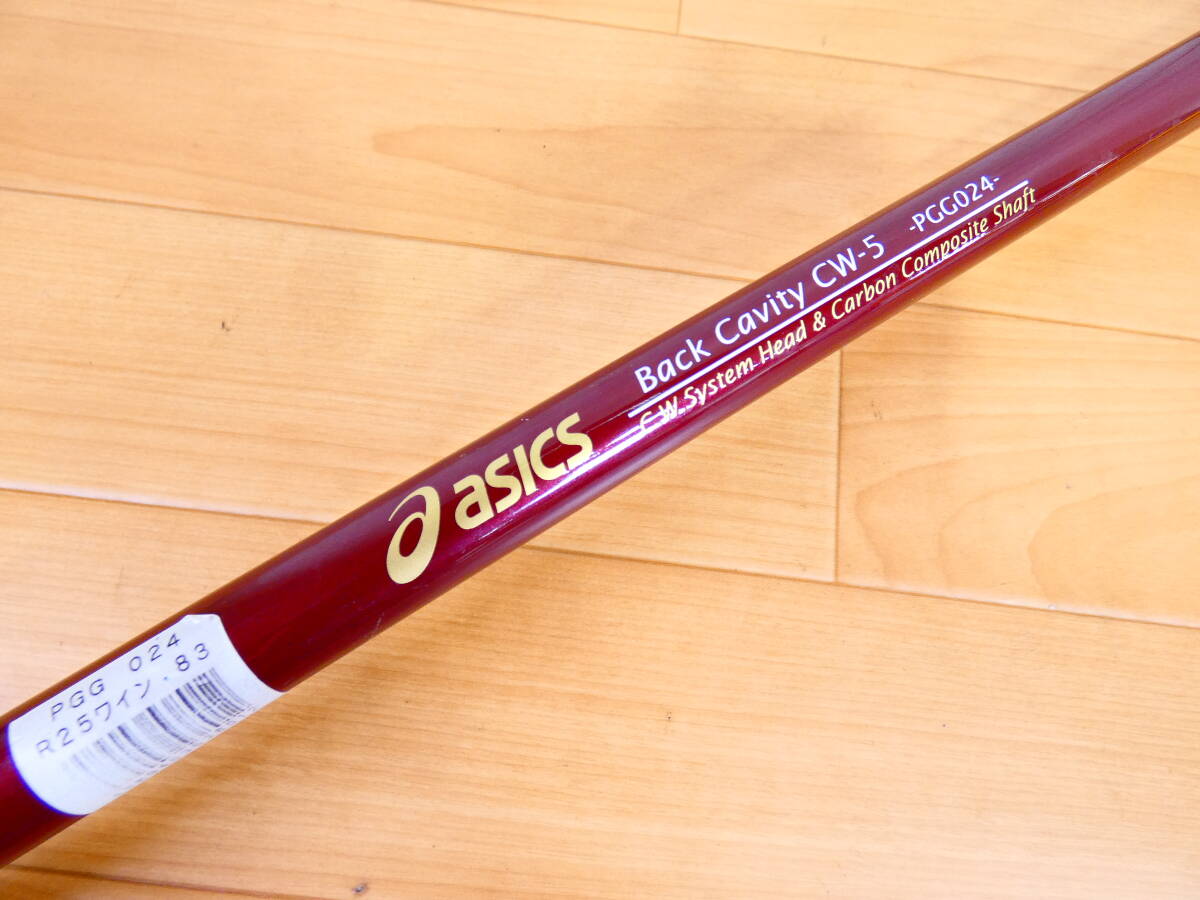 Back Cavity CW-5 -PGG024-
C.W.System Head & Carbon Composite Shaft
asics
PGG 024
R25ワイン.83